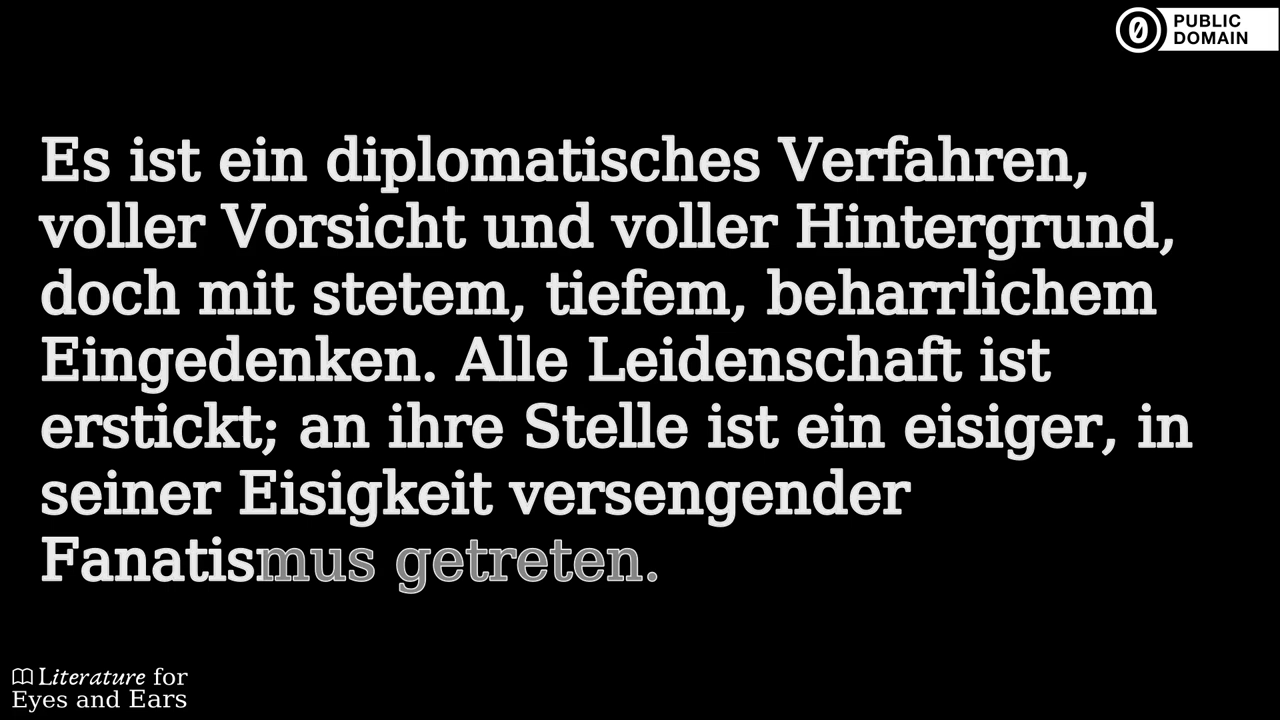 PUBLIC
DOMAIN
Es ist ein diplomatisches Verfahren,
voller Vorsicht und voller Hintergrund,
doch mit stetem, tiefem, beharrlichem
Eingedenken. Alle Leidenschaft ist
erstickt; an ihre Stelle ist ein eisiger, in
seiner Eisigkeit versengender
Fanatismus getreten.
Literature for
Eyes and Ears